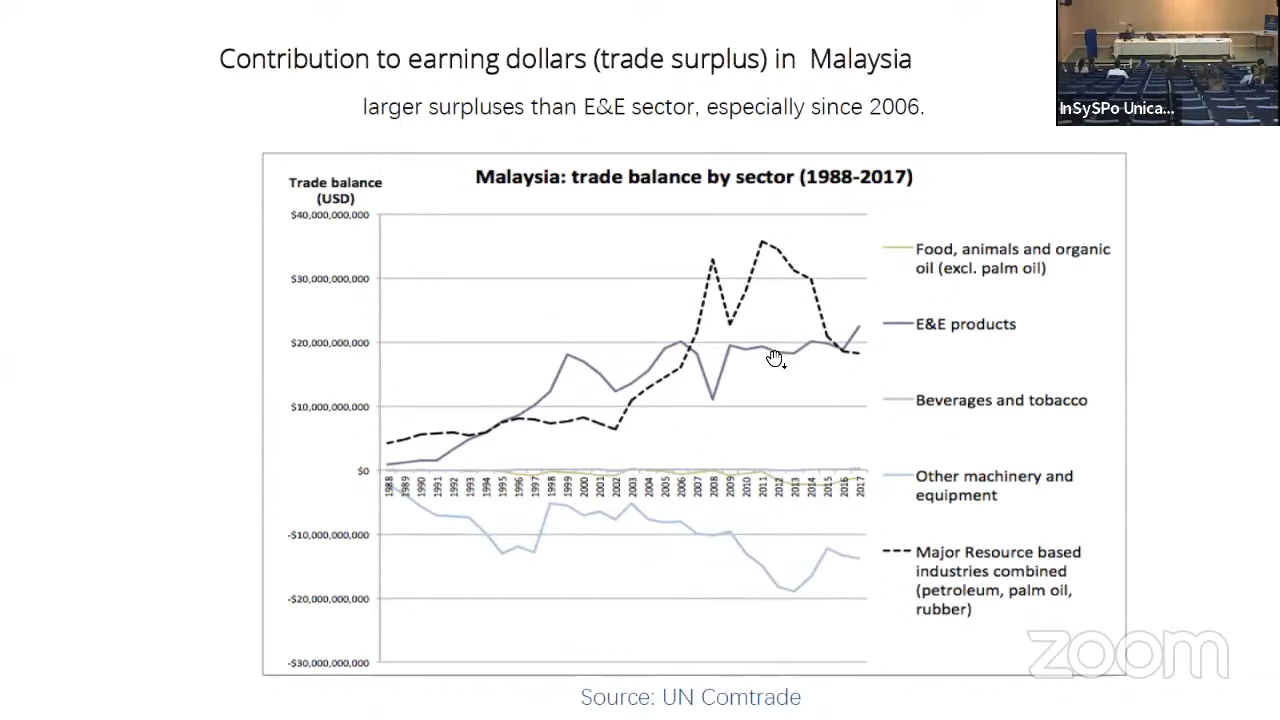 Contribution to earning dollars (trade surplus) in Malaysia
larger surpluses than E&E sector, especially since 2006.
InSySPo Unica...
Malaysia: trade balance by sector (1988-2017)
Trade balance
(USD)
$40,000,000,000
$30,000,000,000
$20,000,000,000
$10,000,000,000
$0
-$10,000,000,000
-$20,000,000,000
-$30,000,000,000
1988
1989
1990
1991
1992
1993
1994
1995
1996
1997
1998
1999
2000
2001
2002
2003
2004
2005
2006
2007
2008
2009
2010
2011
2012
2013
2014
2015
2016
2017
Food, animals and organic
oil (excl. palm oil)
E&E products
Beverages and tobacco
Other machinery and
equipment
Major Resource based
industries combined
(petroleum, palm oil,
rubber)
zoom
Source: UN Comtrade